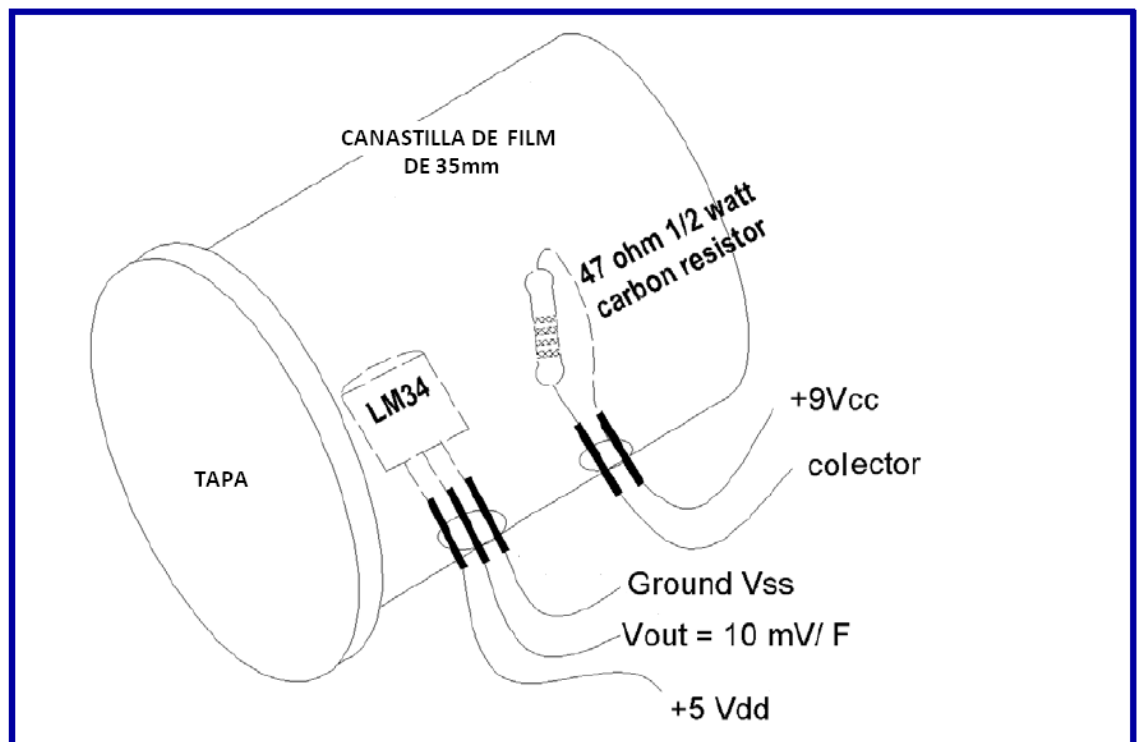 CANASTILLA DE FILM
DE 35mm
47 ohm 1/2 watt
carbon resistor
LM34
TAPA
+9Vcc
colector
Ground Vss
Vout = 10 mV/ F
+5 Vdd